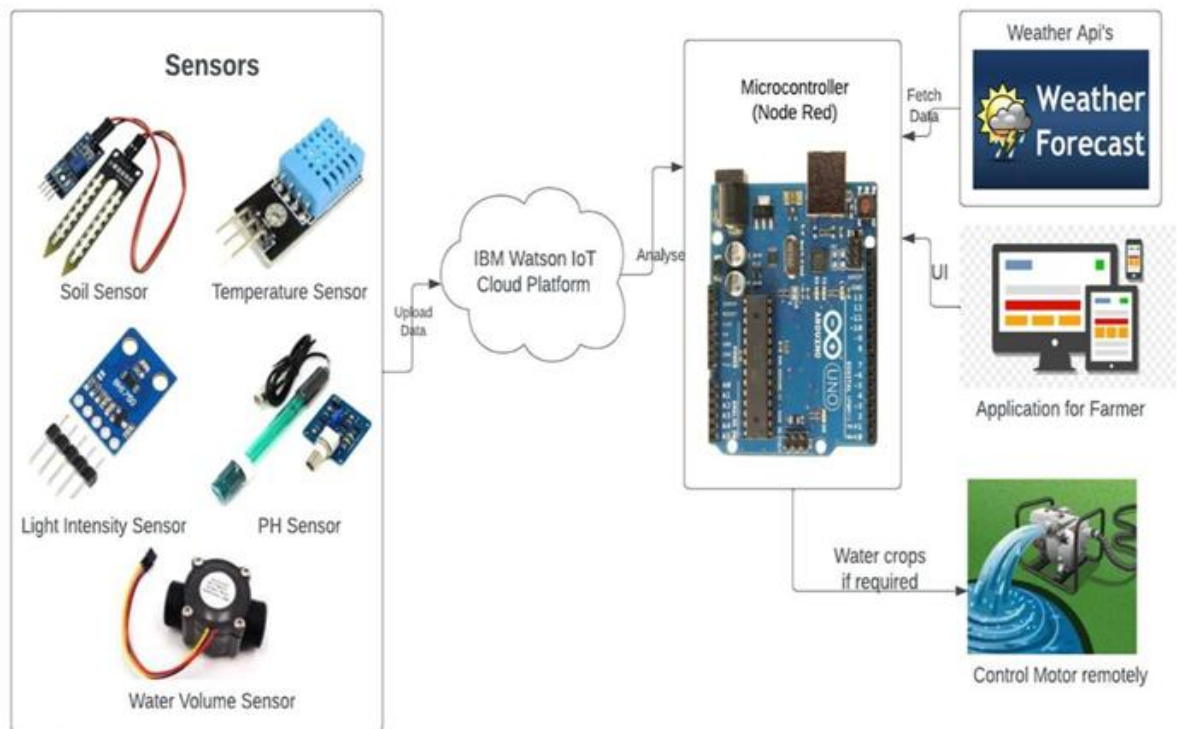 Sensors
Soil Sensor
Temperature Sensor
Light Intensity Sensor
PH Sensor
Water Volume Sensor
Upload
Data
IBM Watson IoT
Cloud Platform
Analyse
Microcontroller
(Node Red)
ARDUINO
UNO
Fetch
Data
Weather Api's
Weather
Forecast
UI
Application for Farmer
Water crops
if required
Control Motor remotely